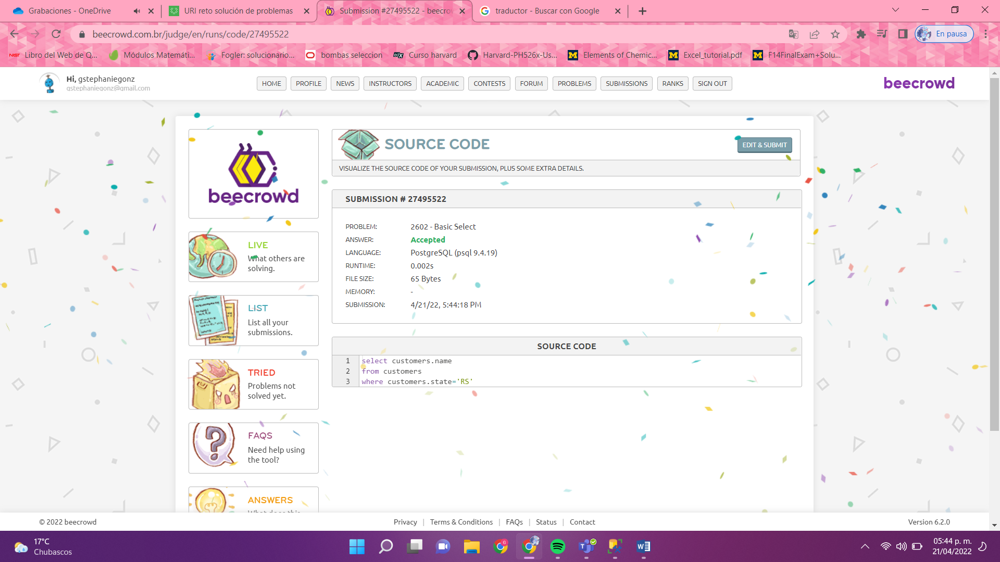 Grabaciones - OneDrive
URI reto solución de problemas
Submission #27495522 - beecro
traductor - Buscar con Google
beecrowd.com.br/judge/en/runs/code/27495522
En pausa
NIST Libro del Web de Q...
Módulos Matemáti...
Fogler: solucionario...
bombas seleccion
edX Curso harvard
Harvard-PH526x-Us...
M Elements of Chemic...
M Excel_tutorial.pdf
M F14FinalExam+Solu...
Hi, gstephaniegonz
gstephaniegonz@gmail.com
HOME
PROFILE
NEWS
INSTRUCTORS
ACADEMIC
CONTESTS
FORUM
PROBLEMS
SUBMISSIONS
RANKS
SIGN OUT
beecrowd
beecrowd
LIVE
What others are
solving.
LIST
List all your
submissions.
TRIED
Problems not
solved yet.
FAQS
Need help using
the tool?
ANSWERS
What does this
SOURCE CODE
EDIT & SUBMIT
VISUALIZE THE SOURCE CODE OF YOUR SUBMISSION, PLUS SOME EXTRA DETAILS.
SUBMISSION # 27495522
PROBLEM: 2602 - Basic Select
ANSWER: Accepted
LANGUAGE: PostgreSQL (psql 9.4.19)
RUNTIME: 0.002s
FILE SIZE: 65 Bytes
MEMORY: -
SUBMISSION: 4/21/22, 5:44:18 PM
SOURCE CODE
1 select customers.name
2 from customers
3 where customers.state='RS'
© 2022 beecrowd
Privacy | Terms & Conditions | FAQs | Status | Contact
Version 6.2.0
17°C
Chubascos
05:44 p. m.
21/04/2022